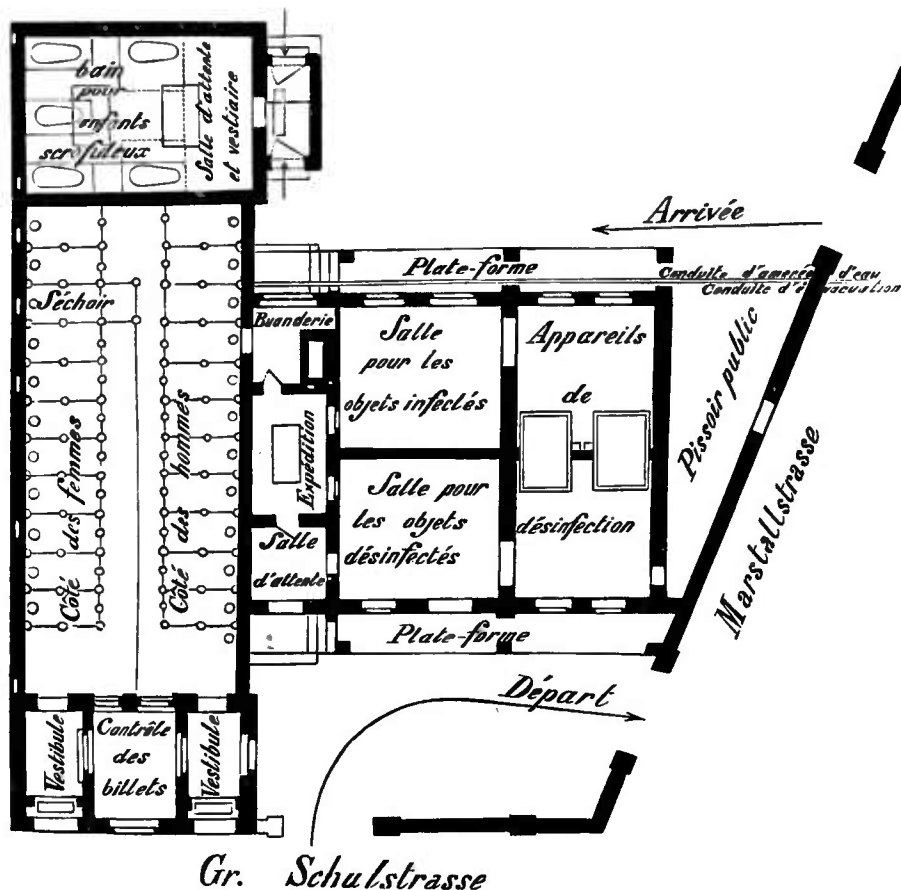 bain
pour
enfants
scrofuleux
Salle d'attente
et vestiaire
Arrivée
Plate-forme
Conduite d'amenée d'eau
Conduite d'évacuation
Séchoir
Buanderie
Salle
pour les
objets infectés
Appareils
de
désinfection
Pissoir public
Marstallstrasse
Côté des femmes
Côté des hommes
Expédition
Salle pour
les objets
désinfectés
Salle
d'attente
Plate-forme
Départ
Vestibule
Contrôle
des
billets
Vestibule
Gr. Schulstrasse